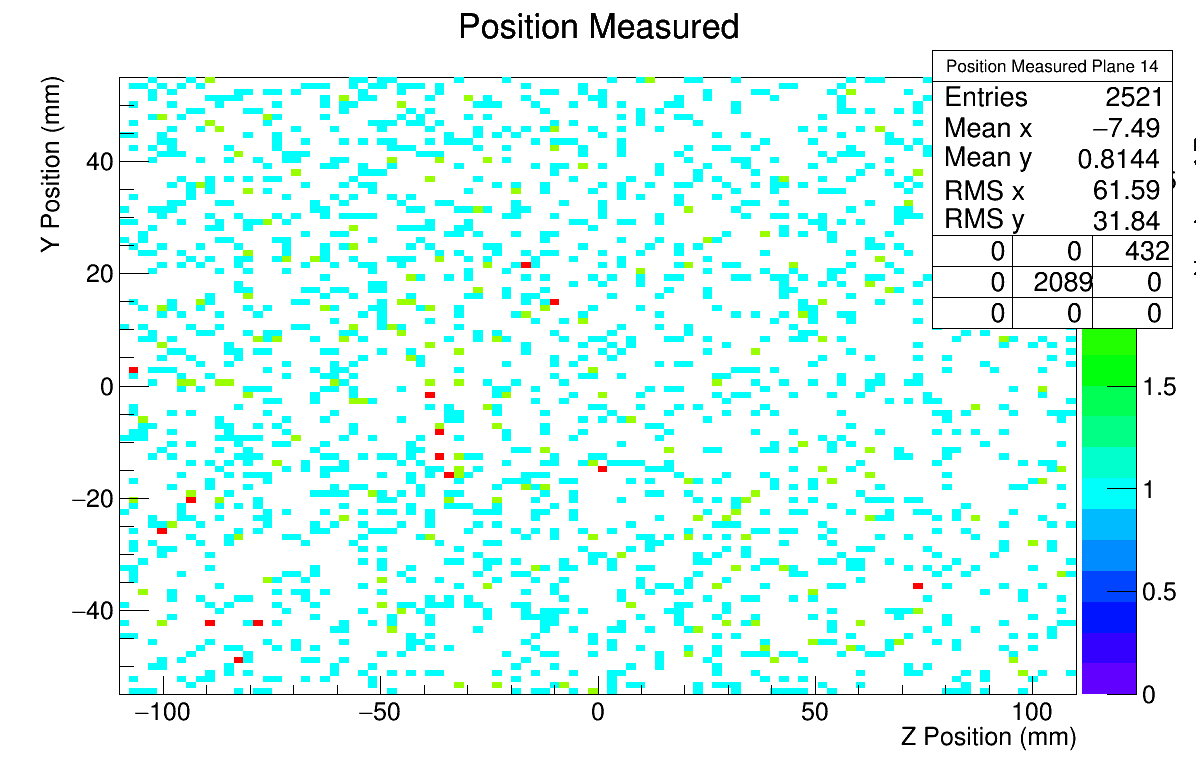 Position Measured
Position Measured Plane 14
Entries 2521
Mean x −7.49
Mean y 0.8144
RMS x 61.59
RMS y 31.84
0 0 432
0 2089 0
0 0 0
Y Position (mm)
40
20
0
−20
−40
−100 −50 0 50 100
Z Position (mm)
1.5
1
0.5
0